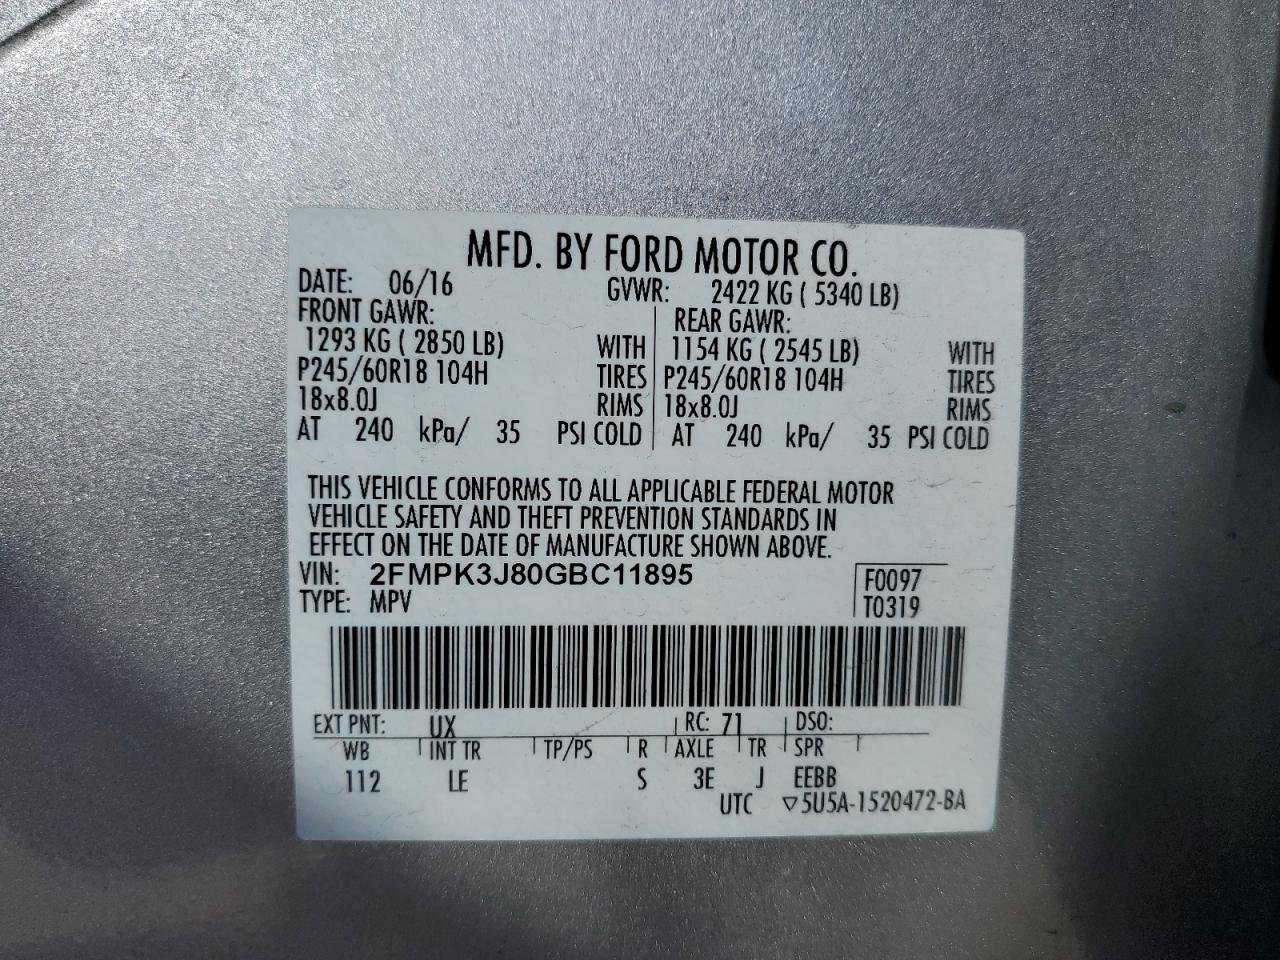 MFD. BY FORD MOTOR CO.
DATE: 06/16 GVWR: 2422 KG ( 5340 LB)
FRONT GAWR: REAR GAWR:
1293 KG ( 2850 LB) WITH 1154 KG ( 2545 LB) WITH
P245/60R18 104H TIRES P245/60R18 104H TIRES
18x8.0J RIMS 18x8.0J RIMS
AT 240 kPa/ 35 PSI COLD AT 240 kPa/ 35 PSI COLD
THIS VEHICLE CONFORMS TO ALL APPLICABLE FEDERAL MOTOR
VEHICLE SAFETY AND THEFT PREVENTION STANDARDS IN
EFFECT ON THE DATE OF MANUFACTURE SHOWN ABOVE.
VIN: 2FMPK3J80GBC11895 F0097
TYPE: MPV T0319
EXT PNT: UX RC: 71 DSO:
WB INT TR TP/PS R AXLE TR SPR
112 LE S 3E J EEBB
UTC ▽5U5A-1520472-BA